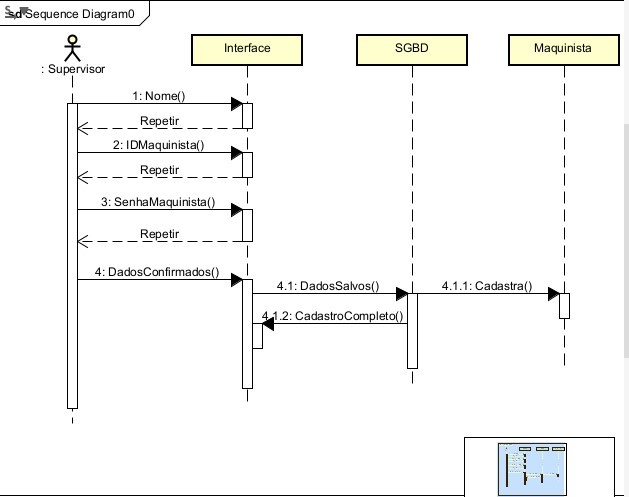 sd Sequence Diagram0
: Supervisor
Interface
SGBD
Maquinista
1: Nome()
Repetir
2: IDMaquinista()
Repetir
3: SenhaMaquinista()
Repetir
4: DadosConfirmados()
4.1: DadosSalvos()
4.1.1: Cadastra()
4.1.2: CadastroCompleto()